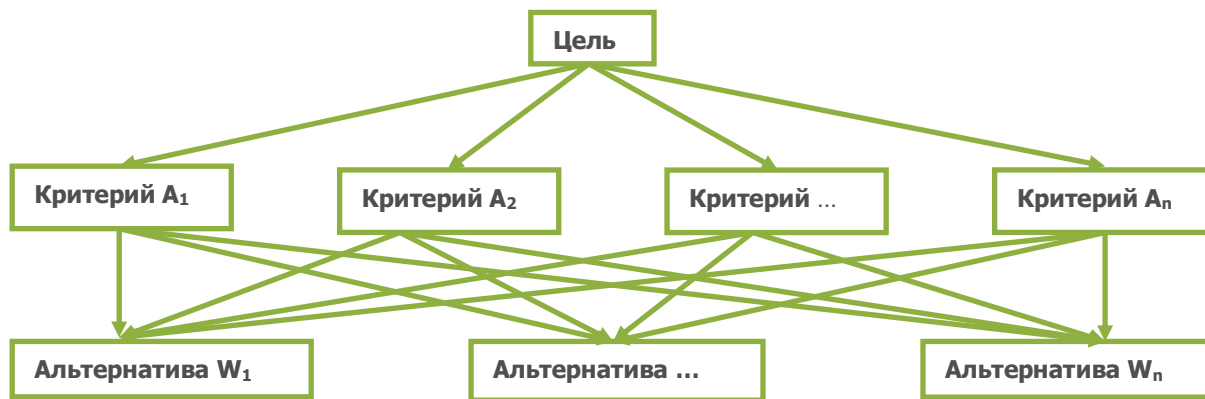 Цель
Критерий A₁
Критерий A₂
Критерий ...
Критерий Aₙ
Альтернатива W₁
Альтернатива ...
Альтернатива Wₙ